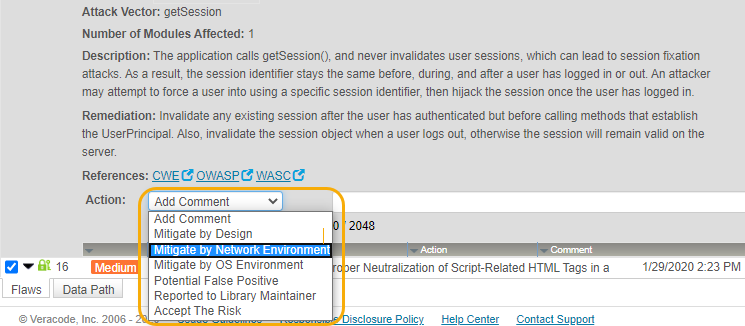 Attack Vector: getSession
Number of Modules Affected: 1
Description: The application calls getSession(), and never invalidates user sessions, which can lead to session fixation
attacks. As a result, the session identifier stays the same before, during, and after a user has logged in or out. An attacker
may attempt to force a user into using a specific session identifier, then hijack the session once the user has logged in.
Remediation: Invalidate any existing session after the user has authenticated but before calling methods that establish
the UserPrincipal. Also, invalidate the session object when a user logs out, otherwise the session will remain valid on the
server.
References: CWE OWASP WASC
Action: Add Comment
Add Comment
Mitigate by Design 0 / 2048
Mitigate by Network Environment Action Comment
Mitigate by OS Environment
16 Medium roper Neutralization of Script-Related HTML Tags in a 1/29/2020 2:23 PM
Potential False Positive
Flaws Data Path Reported to Library Maintainer
Accept The Risk
© Veracode, Inc. 2006 - Responsible Disclosure Policy Help Center Contact Support